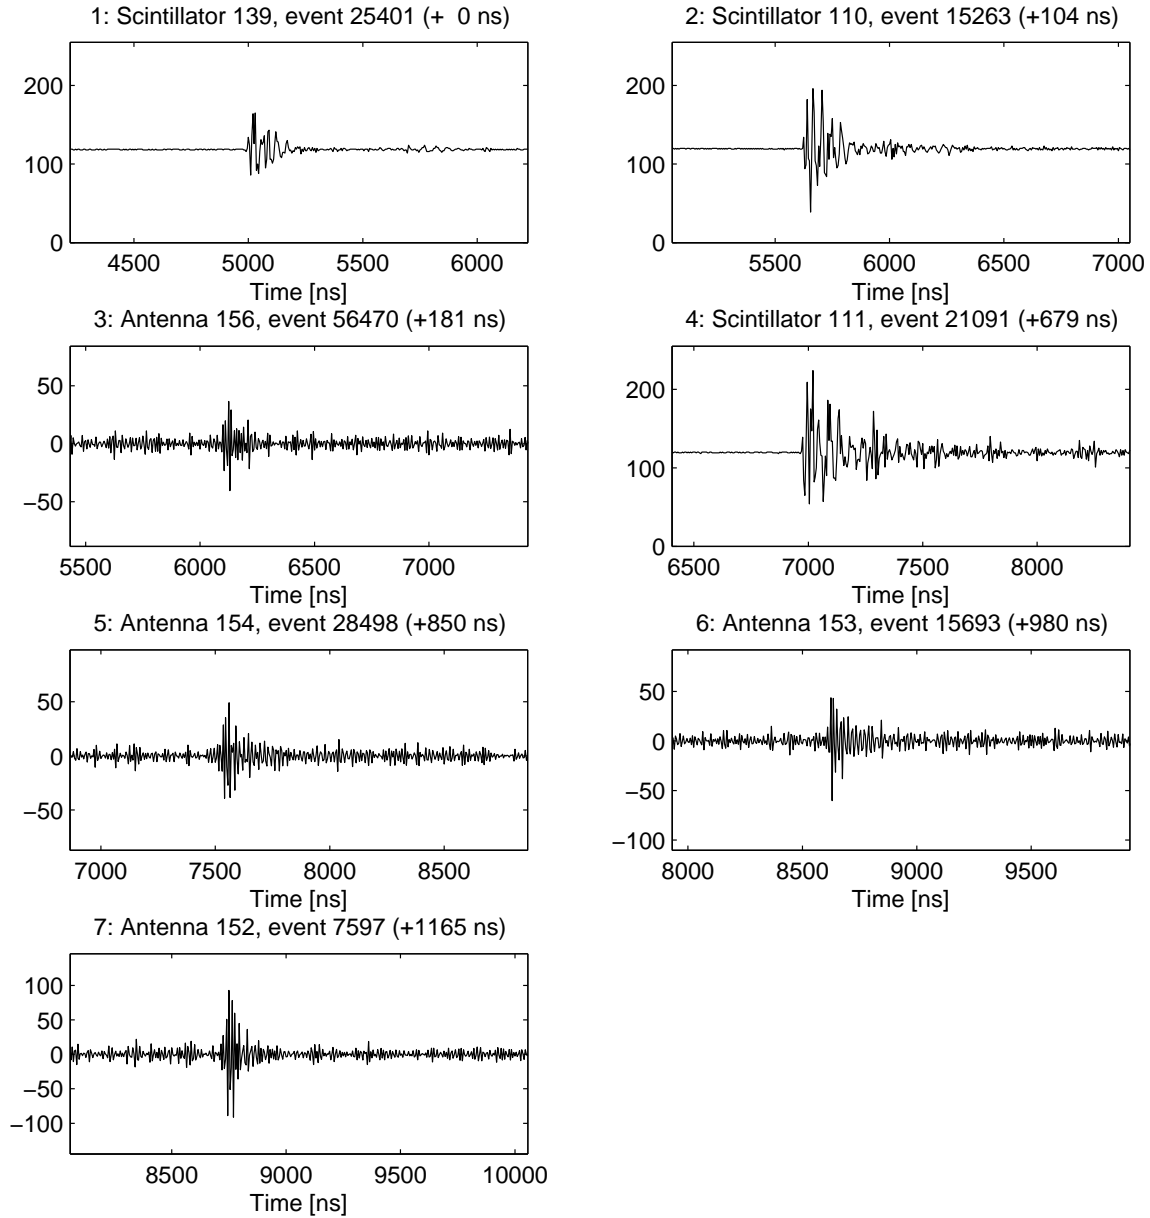 1: Scintillator 139, event 25401 (+ 0 ns)
200
100
0
4500 5000 5500 6000
Time [ns]
2: Scintillator 110, event 15263 (+104 ns)
200
100
0
5500 6000 6500 7000
Time [ns]
3: Antenna 156, event 56470 (+181 ns)
50
0
−50
5500 6000 6500 7000
Time [ns]
4: Scintillator 111, event 21091 (+679 ns)
200
100
0
6500 7000 7500 8000
Time [ns]
5: Antenna 154, event 28498 (+850 ns)
50
0
−50
7000 7500 8000 8500
Time [ns]
6: Antenna 153, event 15693 (+980 ns)
50
0
−50
−100
8000 8500 9000 9500
Time [ns]
7: Antenna 152, event 7597 (+1165 ns)
100
50
0
−50
−100
8500 9000 9500 10000
Time [ns]